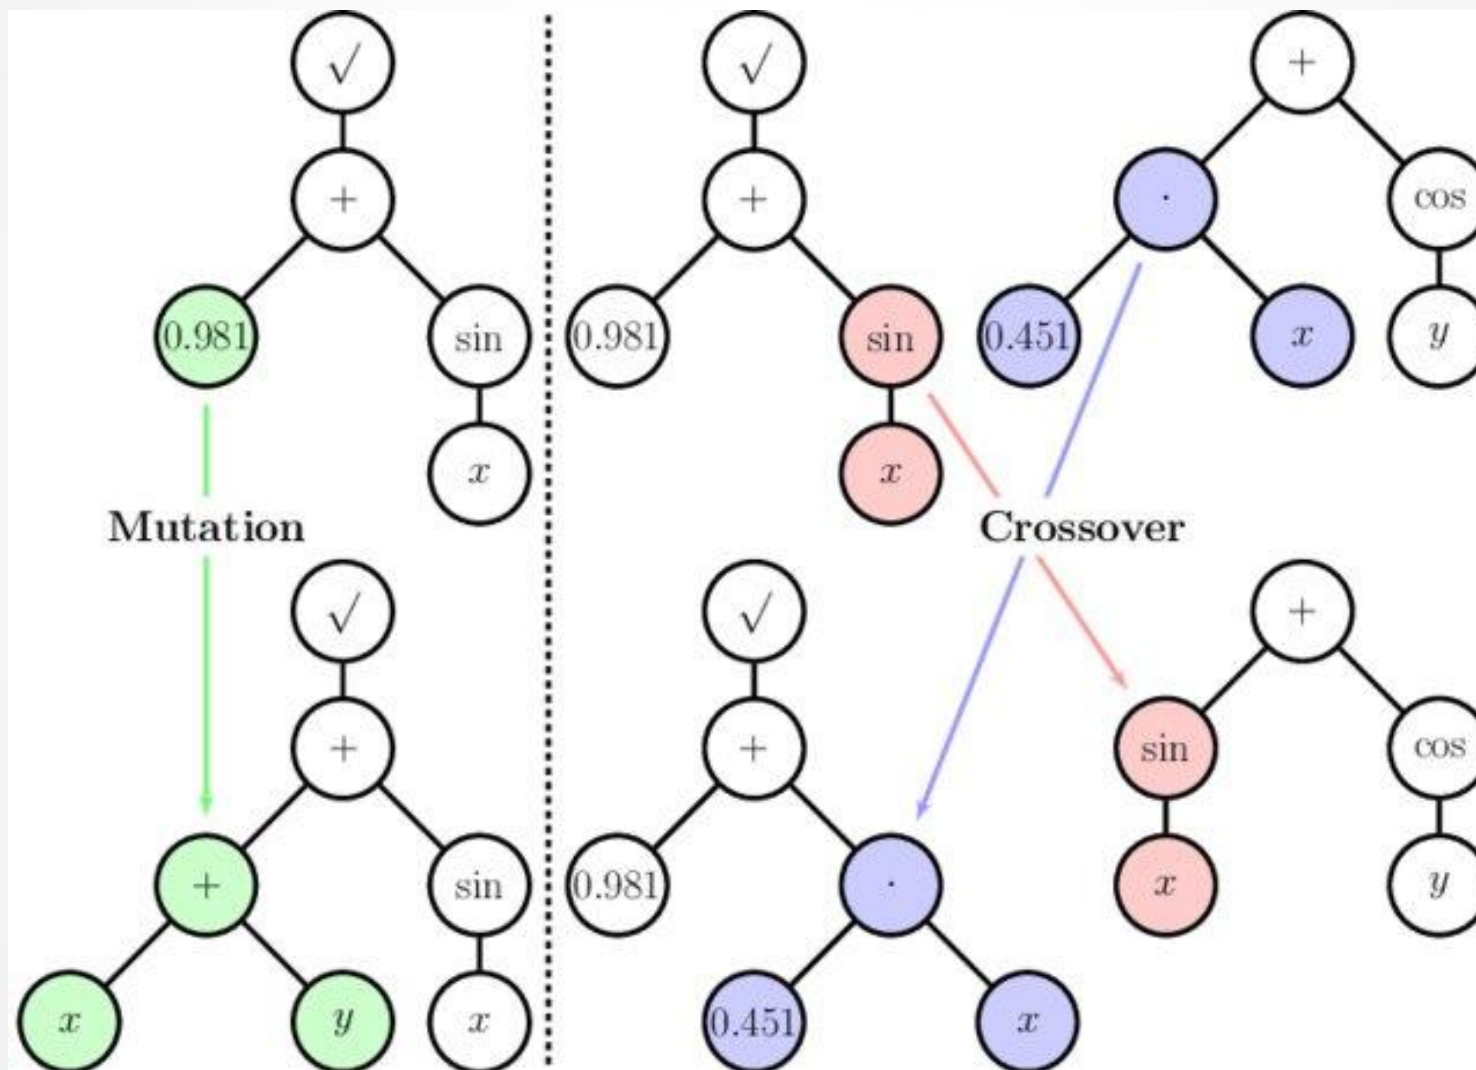 √ √ +
+ + · cos
0.981 sin 0.981 sin 0.451 x y
x x
Mutation Crossover
√ √ +
+ + sin cos
+ sin 0.981 · x y
x y x 0.451 x